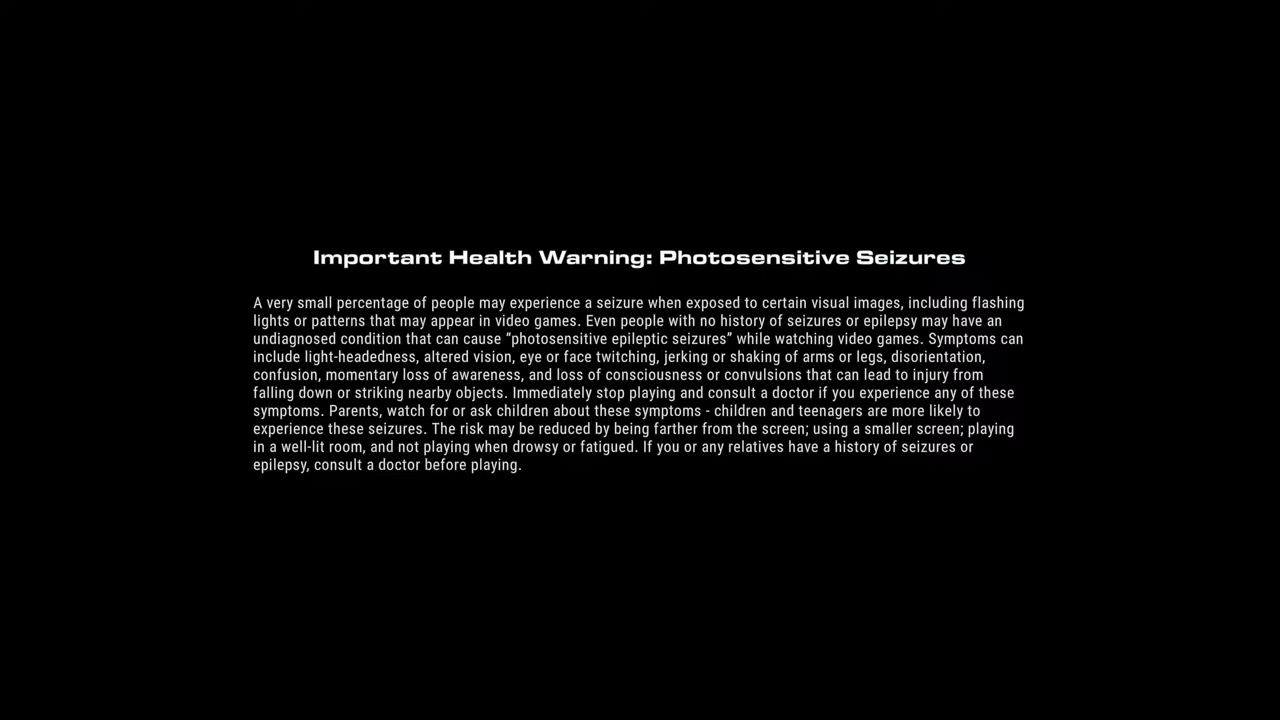 Important Health Warning: Photosensitive Seizures
A very small percentage of people may experience a seizure when exposed to certain visual images, including flashing
lights or patterns that may appear in video games. Even people with no history of seizures or epilepsy may have an
undiagnosed condition that can cause “photosensitive epileptic seizures” while watching video games. Symptoms can
include light-headedness, altered vision, eye or face twitching, jerking or shaking of arms or legs, disorientation,
confusion, momentary loss of awareness, and loss of consciousness or convulsions that can lead to injury from
falling down or striking nearby objects. Immediately stop playing and consult a doctor if you experience any of these
symptoms. Parents, watch for or ask children about these symptoms - children and teenagers are more likely to
experience these seizures. The risk may be reduced by being farther from the screen; using a smaller screen; playing
in a well-lit room, and not playing when drowsy or fatigued. If you or any relatives have a history of seizures or
epilepsy, consult a doctor before playing.